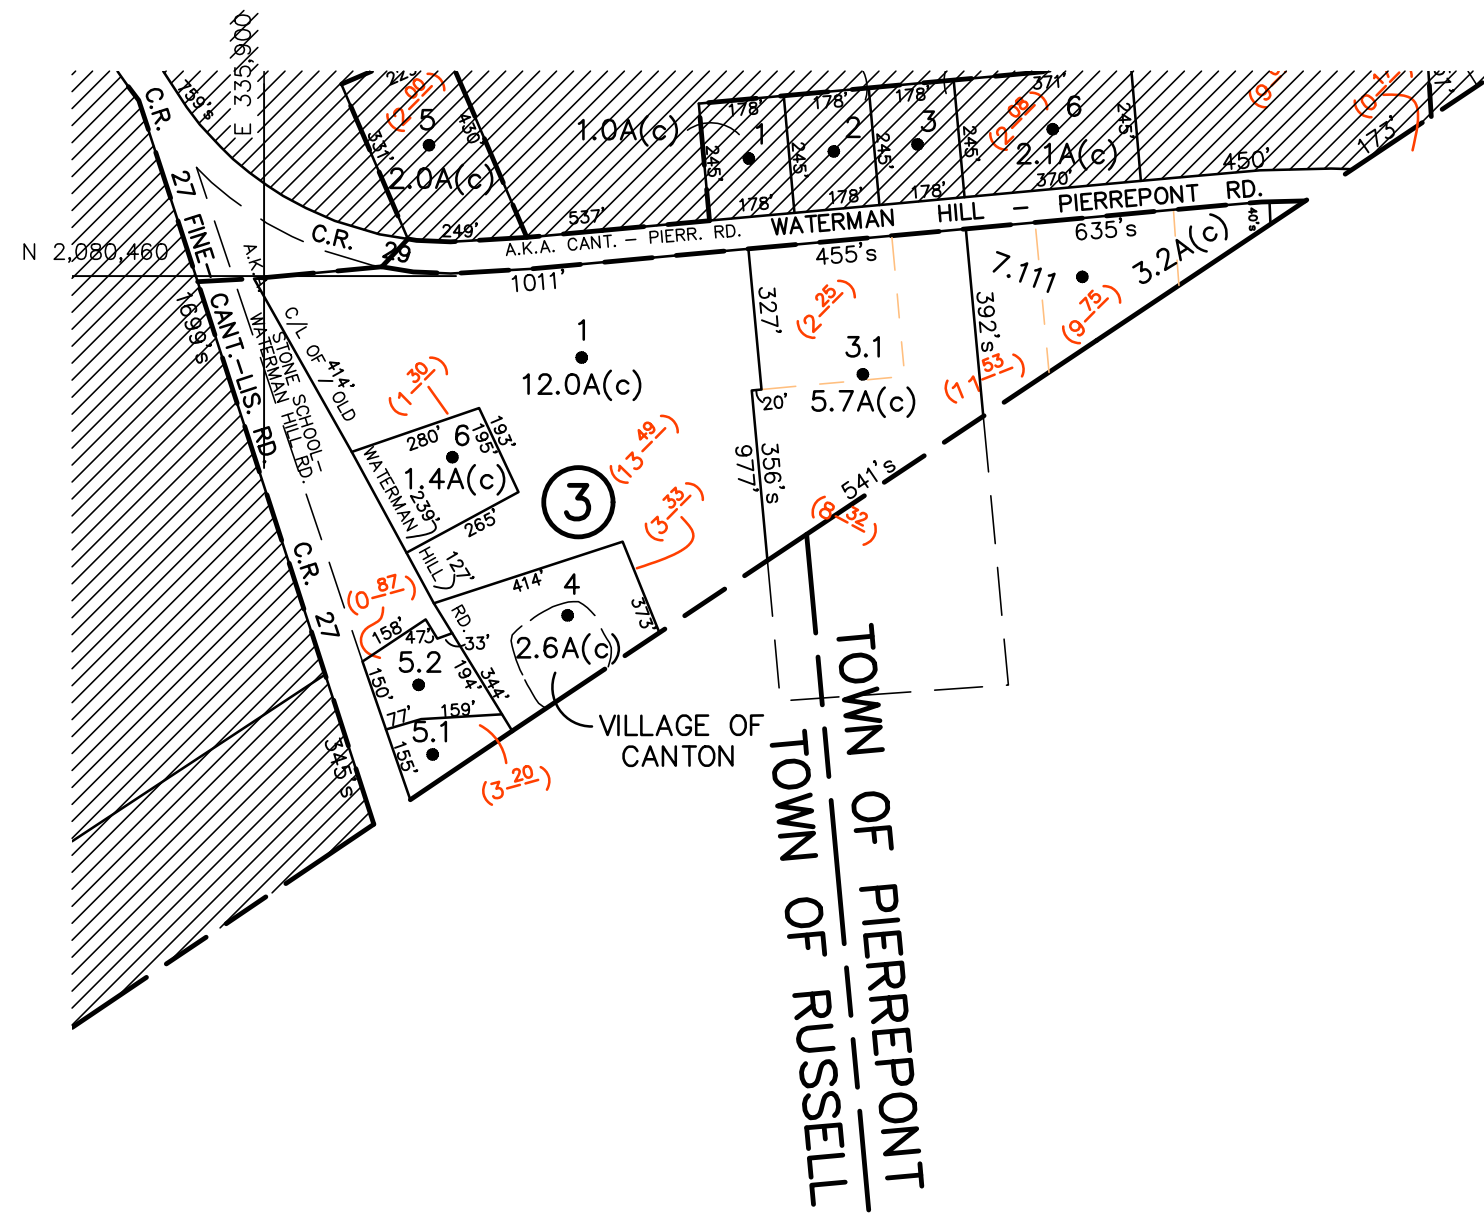 E 335,900
N 2,080,460
C.R.
27 FINE-
CANT.-LIS. RD.
C.R. 27
759's
1699's
345's
C.R. 29
A.K.A.
STONE SCHOOL-
WATERMAN HILL RD.
C/L OF OLD
WATERMAN HILL RD.
(2-00)
5
2.0A(c)
331'
430'
249'
537'
1.0A(c)
178'
178'
178'
371'
1
2
3
(2-08)
6
2.1A(c)
245'
245'
245'
245'
245'
178'
178'
178'
370'
450'
173'
A.K.A. CANT. - PIERR. RD.
WATERMAN HILL - PIERREPONT RD.
1011'
455's
635's
40's
1
12.0A(c)
327'
(2-25)
3.1
5.7A(c)
20'
356's
977'
392's
7.111
3.2A(c)
(9-75)
(11-53)
541's
(8-32)
414'
(1-30)
280'
6
195'
193'
1.4A(c)
239'
265'
3
(13-49)
(3-33)
127'
414'
4
2.6A(c)
373'
(0-87)
158'
47'
33'
5.2
150'
194'
344'
77'
159'
5.1
155'
(3-20)
VILLAGE OF
CANTON
TOWN OF PIERREPONT
TOWN OF RUSSELL